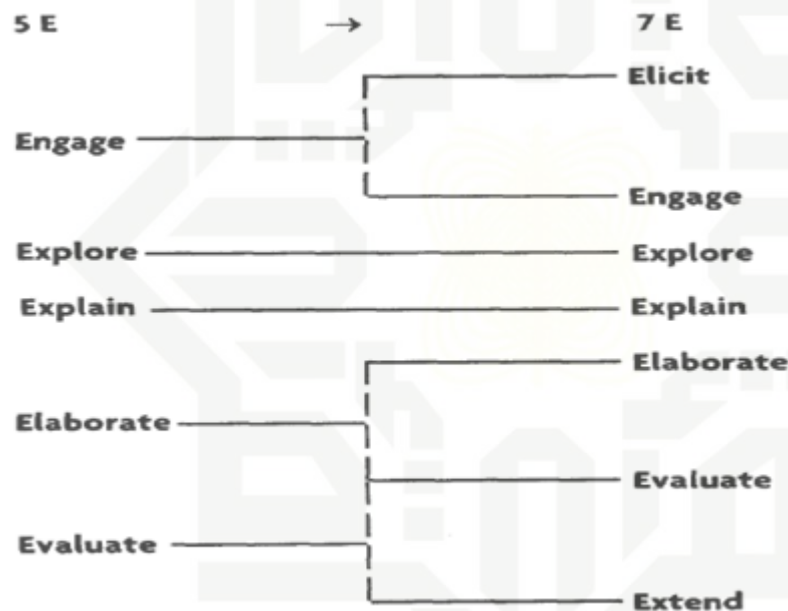 5 E → 7 E
Elicit
Engage
Engage
Explore Explore
Explain Explain
Elaborate
Elaborate
Evaluate
Evaluate
Extend